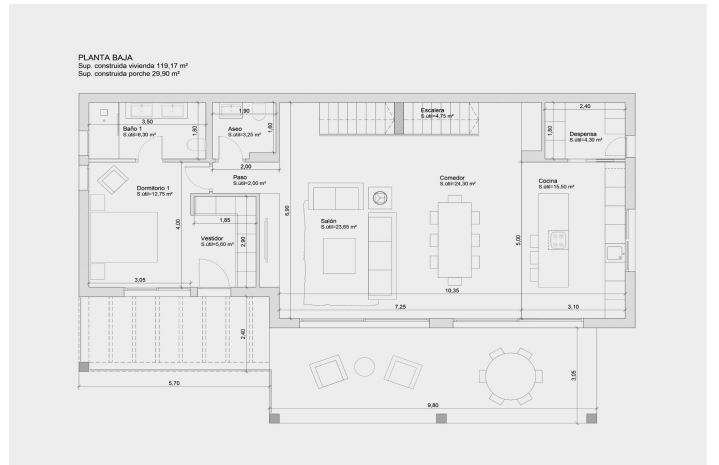 PLANTA BAJA
Sup. construida vivienda 119,17 m²
Sup. construida porche 29,90 m²
1,90
Escalera
S.útil=4,75 m²
2,40
3,50
Baño 1
S.útil=6,30 m²
1,80
Aseo
S.útil=3,25 m²
1,60
1,80
Despensa
S.útil=4,30 m²
2,00
Paso
S.útil=2,00 m²
Dormitorio 1
S.útil=12,75 m²
Comedor
S.útil=24,30 m²
Cocina
S.útil=15,50 m²
4,00
1,85
6,90
Salón
S.útil=23,65 m²
5,00
Vestidor
S.útil=5,60 m²
2,90
3,05
10,35
7,25
3,10
2,40
5,70
3,05
9,80